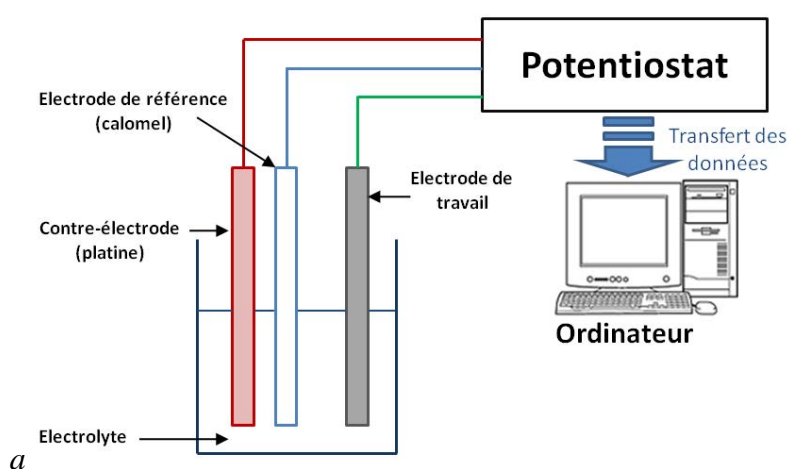 Potentiostat
Electrode de référence
(calomel)
Transfert des
données
Electrode de
travail
Contre-électrode
(platine)
Ordinateur
Electrolyte
a